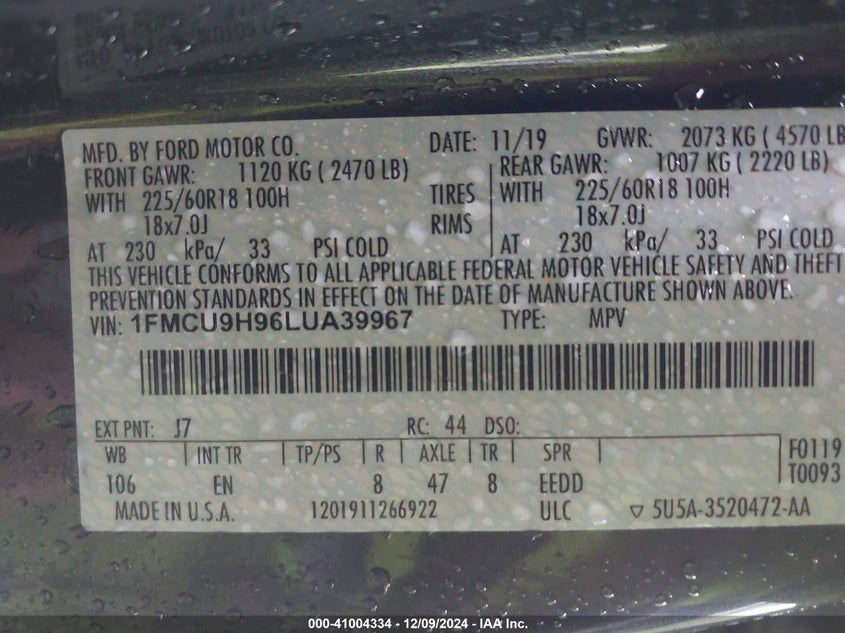 MFD. BY FORD MOTOR CO. DATE: 11/19 GVWR: 2073 KG ( 4570 LB
FRONT GAWR: 1120 KG ( 2470 LB) REAR GAWR: 1007 KG ( 2220 LB)
WITH 225/60R18 100H TIRES WITH 225/60R18 100H
18x7.0J RIMS 18x7.0J
AT 230 kPa/ 33 PSI COLD AT 230 kPa/ 33 PSI COLD
THIS VEHICLE CONFORMS TO ALL APPLICABLE FEDERAL MOTOR VEHICLE SAFETY AND THEFT
PREVENTION STANDARDS IN EFFECT ON THE DATE OF MANUFACTURE SHOWN ABOVE.
VIN: 1FMCU9H96LUA39967 TYPE: MPV
EXT PNT: J7 RC: 44 DSO:
WB INT TR TP/PS R AXLE TR SPR F0119
T06 EN 8 47 8 EEDD T0093
MADE IN U.S.A. 1201911266922 ULC ▽ 5U5A-3520472-AA
000-41004334 - 12/09/2024 - IAA Inc.